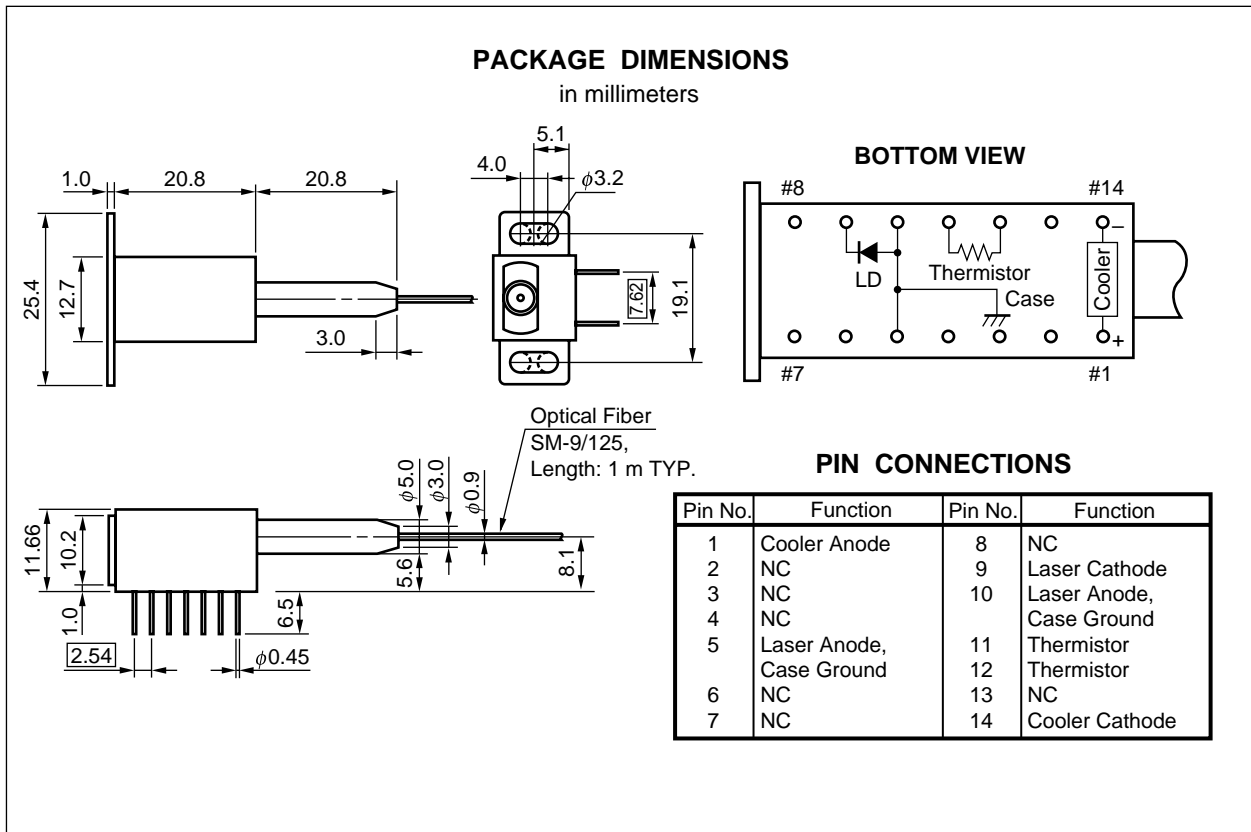 PACKAGE DIMENSIONS
in millimeters
1.0
20.8
20.8
25.4
12.7
3.0
5.1
4.0
ϕ3.2
7.62
19.1
BOTTOM VIEW
#8
#14
–
LD
Thermistor
Case
Cooler
+
#7
#1
Optical Fiber
SM-9/125,
Length: 1 m TYP.
ϕ5.0
ϕ3.0
ϕ0.9
11.66
10.2
1.0
5.6
8.1
6.5
2.54
ϕ0.45
PIN CONNECTIONS
Pin No. Function Pin No. Function
1 Cooler Anode 8 NC
2 NC 9 Laser Cathode
3 NC 10 Laser Anode,
4 NC Case Ground
5 Laser Anode, 11 Thermistor
Case Ground 12 Thermistor
6 NC 13 NC
7 NC 14 Cooler Cathode